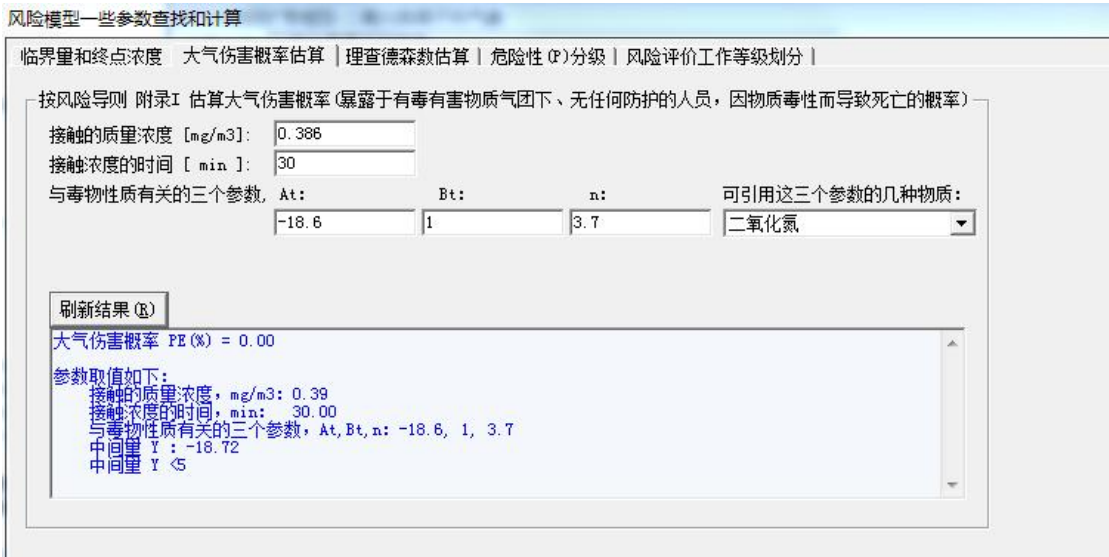 风险模型—一些参数查找和计算
临界量和终点浓度 大气伤害概率估算 理查德森数估算 危险性(P)分级 风险评价工作等级划分
按风险导则 附录I 估算大气伤害概率(暴露于有毒有害物质气团下、无任何防护的人员，因物质毒性而导致死亡的概率)
接触的质量浓度 [mg/m3]: 0.386
接触浓度的时间 [ min ]: 30
与毒物性质有关的三个参数, At: Bt: n: 可引用这三个参数的几种物质:
-18.6 1 3.7 二氧化氮
刷新结果(R)
大气伤害概率 PE(%) = 0.00
参数取值如下:
接触的质量浓度，mg/m3: 0.39
接触浓度的时间，min: 30.00
与毒物性质有关的三个参数，At,Bt,n: -18.6, 1, 3.7
中间量 Y : -18.72
中间量 Y <5